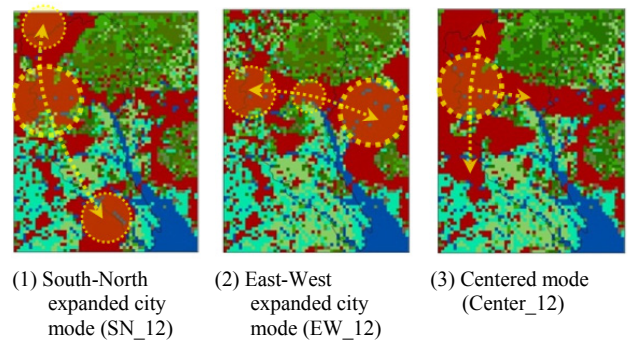 (1) South-North
expanded city
mode (SN_12)
(2) East-West
expanded city
mode (EW_12)
(3) Centered mode
(Center_12)